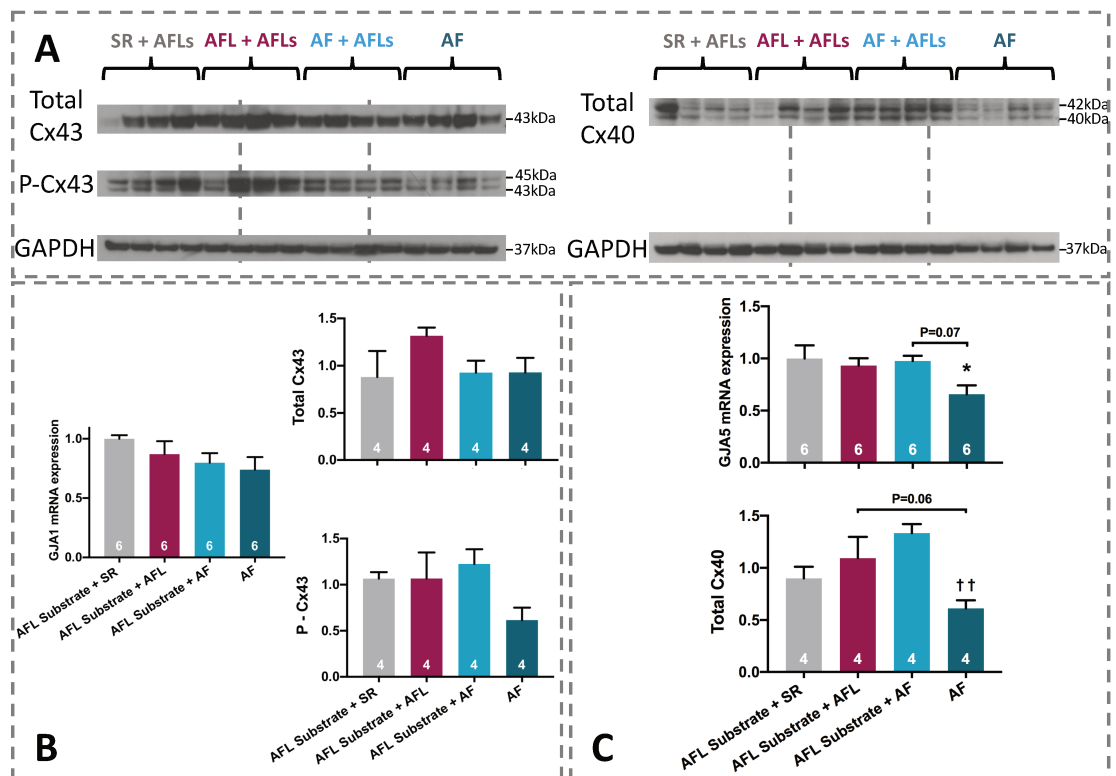 A
SR + AFLs AFL + AFLs AF + AFLs AF
Total
Cx43
43kDa
P-Cx43
45kDa
43kDa
GAPDH
37kDa
SR + AFLs AFL + AFLs AF + AFLs AF
Total
Cx40
42kDa
40kDa
GAPDH
37kDa
GJA1 mRNA expression
1.0
0.5
0.0
6 6 6 6
AFL Substrate + SR
AFL Substrate + AFL
AFL Substrate + AF
AF
Total Cx43
1.5
1.0
0.5
0.0
4 4 4 4
P - Cx43
1.5
1.0
0.5
0.0
4 4 4 4
AFL Substrate + SR
AFL Substrate + AFL
AFL Substrate + AF
AF
B
GJA5 mRNA expression
1.5
1.0
0.5
0.0
P=0.07
*
6 6 6 6
Total Cx40
1.5
1.0
0.5
0.0
P=0.06
††
4 4 4 4
AFL Substrate + SR
AFL Substrate + AFL
AFL Substrate + AF
AF
C